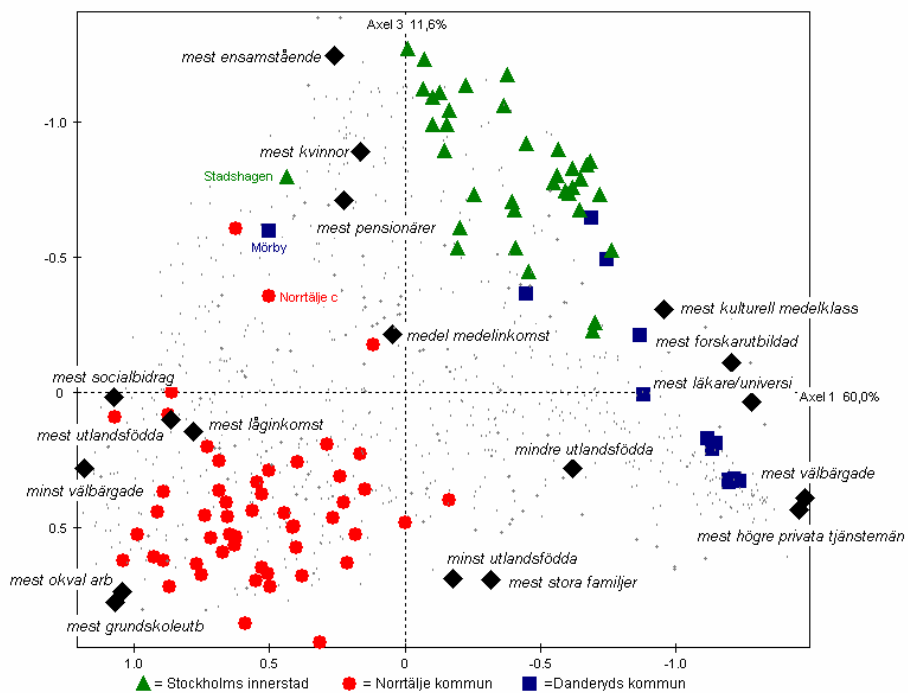 Axel 3 11,6%
mest ensamstående
-1.0
mest kvinnor
Stadshagen
mest pensionärer
Mörby
-0.5
Norrtälje c
mest kulturell medelklass
medel medelinkomst
mest forskarutbildad
mest socialbidrag
mest läkare/universi
0
Axel 1 60,0%
mest utlandsfödda
mest låginkomst
mindre utlandsfödda
mest välbärgade
minst välbärgade
0.5
mest högre privata tjänstemän
minst utlandsfödda
mest okval arb
mest stora familjer
mest grundskoleutb
1.0 0.5 0 -0.5 -1.0
= Stockholms innerstad = Norrtälje kommun =Danderyds kommun